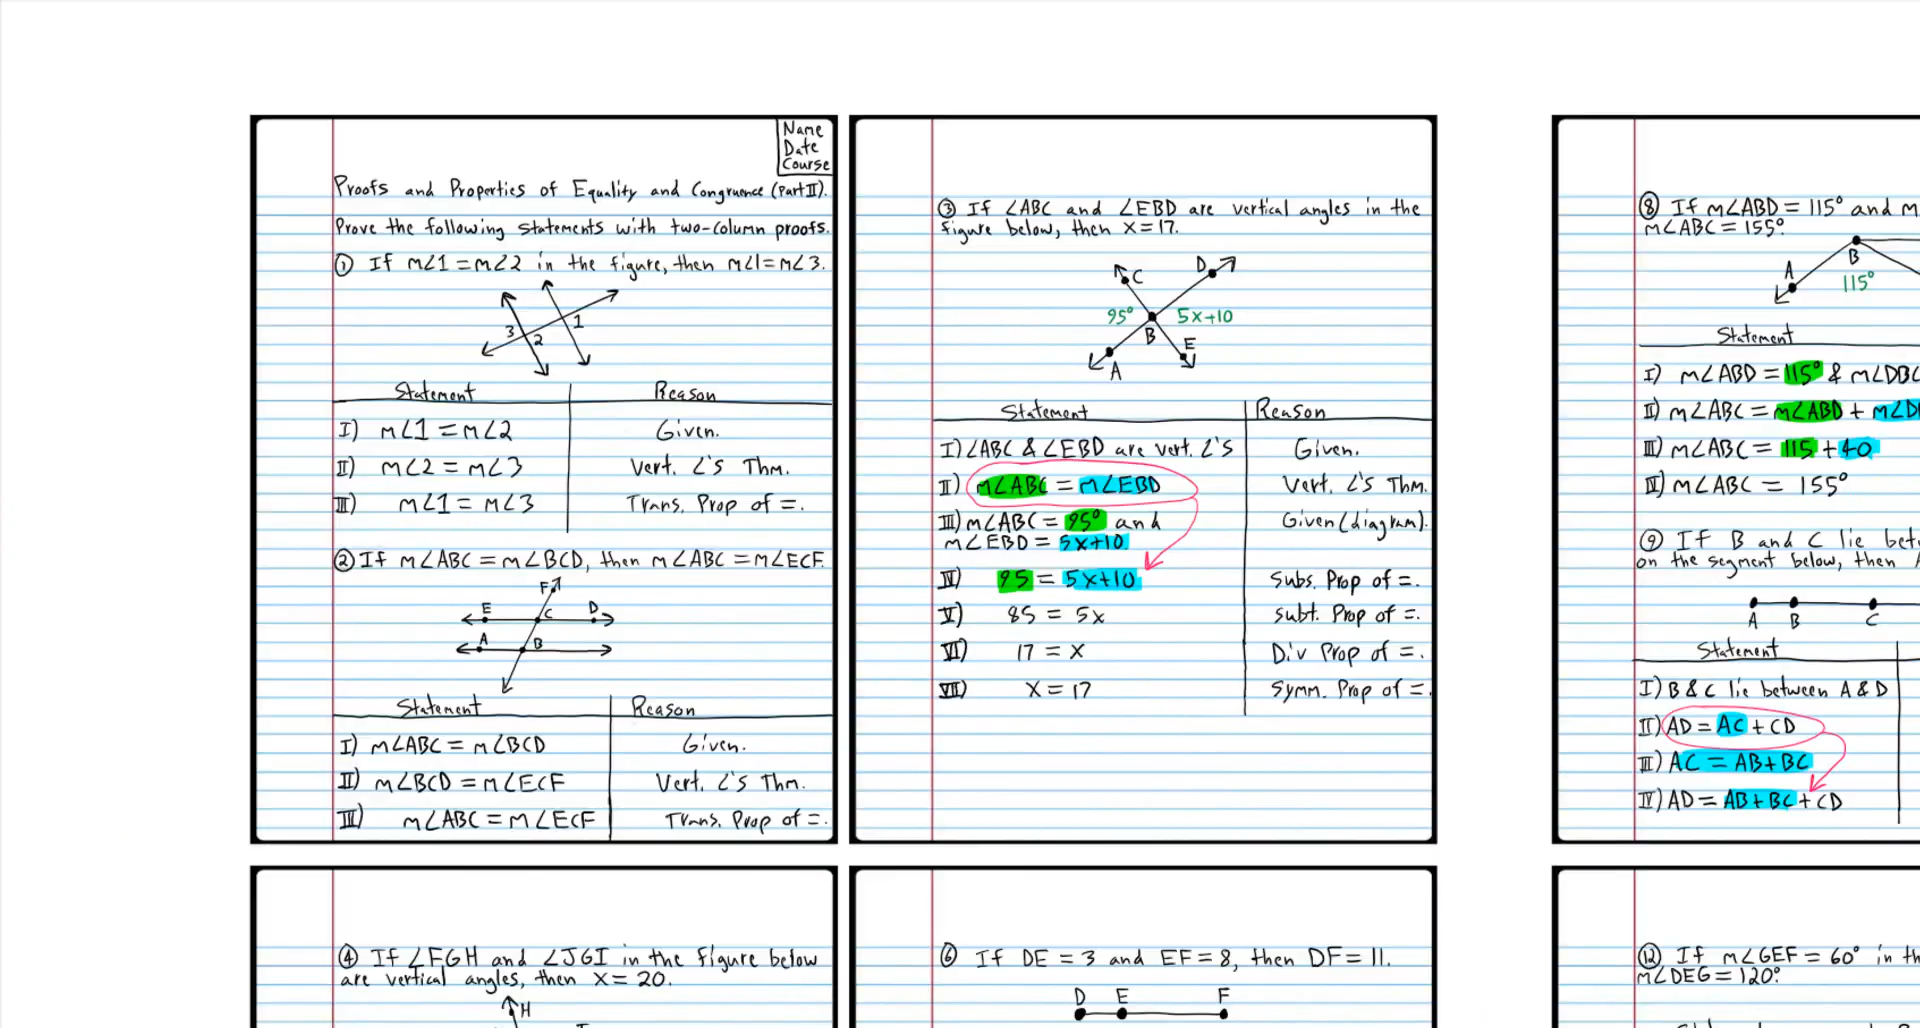 Name
Date
Course
Proofs and Properties of Equality and Congruence (Part II).
Prove the following statements with two-column proofs.
① If m∠1 = m∠2 in the figure, then m∠1 = m∠3.
3
2
1
Statement Reason
I) m∠1 = m∠2 Given.
II) m∠2 = m∠3 Vert. ∠'s Thm.
III) m∠1 = m∠3 Trans. Prop of =.
② If m∠ABC = m∠BCD, then m∠ABC = m∠ECF.
F
E C D
A B
Statement Reason
I) m∠ABC = m∠BCD Given.
II) m∠BCD = m∠ECF Vert. ∠'s Thm.
III) m∠ABC = m∠ECF Trans. Prop of =.
③ If ∠ABC and ∠EBD are vertical angles in the
figure below, then x = 17.
C D
95° 5x+10
B E
A
Statement Reason
I) ∠ABC & ∠EBD are vert. ∠'s Given.
II) m∠ABC = m∠EBD Vert. ∠'s Thm.
III) m∠ABC = 95° and Given (diagram).
m∠EBD = 5x+10
IV) 95 = 5x+10 Subs. Prop of =.
V) 85 = 5x Subt. Prop of =.
VI) 17 = x Div Prop of =.
VII) x = 17 Symm. Prop of =.
⑧ If m∠ABD = 115° and m
m∠ABC = 155°.
B
A 115°
Statement
I) m∠ABD = 115° & m∠DBC
II) m∠ABC = m∠ABD + m∠D
III) m∠ABC = 115 + 40
IV) m∠ABC = 155°
⑨ If B and C lie bet
on the segment below, then
A B C
Statement
I) B & C lie between A & D
II) AD = AC + CD
III) AC = AB + BC
IV) AD = AB + BC + CD
④ If ∠FGH and ∠JGI in the figure below
are vertical angles, then x = 20.
H
⑥ If DE = 3 and EF = 8, then DF = 11.
D E F
⑫ If m∠GEF = 60° in th
m∠DEG = 120°.